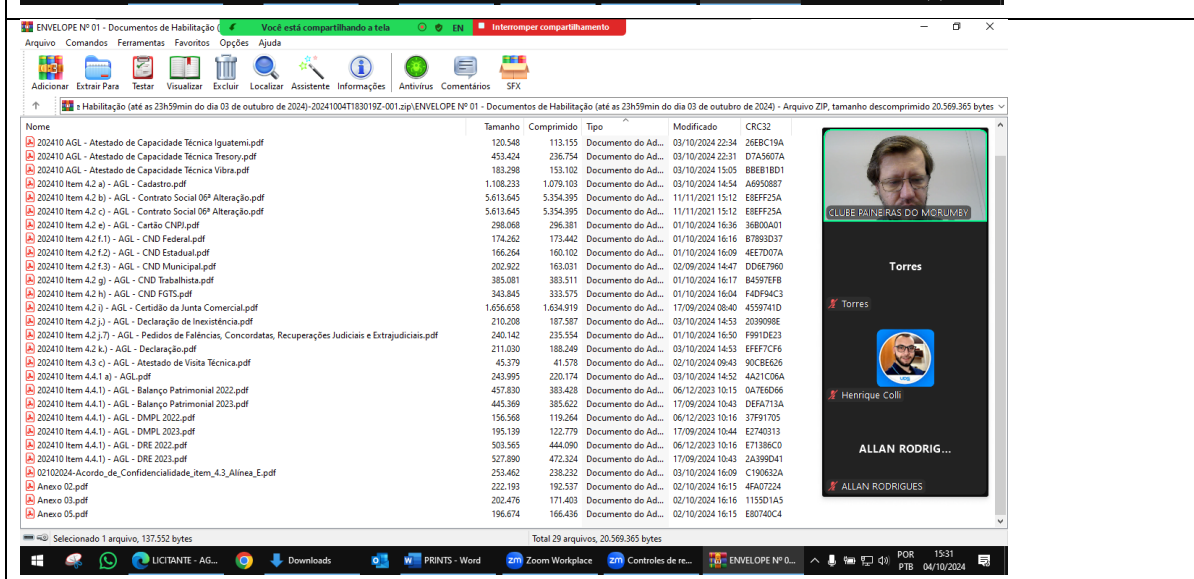 ENVELOPE Nº 01 - Documentos de Habilitação (
Você está compartilhando a tela
EN
Interromper compartilhamento
Arquivo Comandos Ferramentas Favoritos Opções Ajuda
Adicionar Extrair Para Testar Visualizar Excluir Localizar Assistente Informações Antivírus Comentários SFX
e Habilitação (até as 23h59min do dia 03 de outubro de 2024)-20241004T183019Z-001.zip\ENVELOPE Nº 01 - Documentos de Habilitação (até as 23h59min do dia 03 de outubro de 2024) - Arquivo ZIP, tamanho descomprimido 20.569.365 bytes
Nome Tamanho Comprimido Tipo Modificado CRC32
202410 AGL - Atestado de Capacidade Técnica Iguatemi.pdf 120.548 113.155 Documento do Ad... 03/10/2024 22:34 26EBC19A
202410 AGL - Atestado de Capacidade Técnica Tresory.pdf 453.424 236.754 Documento do Ad... 03/10/2024 22:31 D7A5607A
202410 AGL - Atestado de Capacidade Técnica Vibra.pdf 183.298 153.102 Documento do Ad... 03/10/2024 15:05 BBEB1BD1
202410 Item 4.2 a) - AGL - Cadastro.pdf 1.108.233 1.079.103 Documento do Ad... 03/10/2024 14:54 A6950887
202410 Item 4.2 b) - AGL - Contrato Social 06ª Alteração.pdf 5.613.645 5.354.395 Documento do Ad... 11/11/2021 15:12 E8EFF25A
202410 Item 4.2 c) - AGL - Contrato Social 06ª Alteração.pdf 5.613.645 5.354.395 Documento do Ad... 11/11/2021 15:12 E8EFF25A
202410 Item 4.2 e) - AGL - Cartão CNPJ.pdf 298.068 296.381 Documento do Ad... 01/10/2024 16:36 36B00A01
202410 Item 4.2 f.1) - AGL - CND Federal.pdf 174.262 173.442 Documento do Ad... 01/10/2024 16:16 B7893D37
202410 Item 4.2 f.2) - AGL - CND Estadual.pdf 166.264 160.102 Documento do Ad... 01/10/2024 16:09 4EE7D07A
202410 Item 4.2 f.3) - AGL - CND Municipal.pdf 202.922 163.031 Documento do Ad... 02/09/2024 14:47 DD6E7960
202410 Item 4.2 g) - AGL - CND Trabalhista.pdf 385.081 383.511 Documento do Ad... 01/10/2024 16:17 B4597EFB
202410 Item 4.2 h) - AGL - CND FGTS.pdf 343.845 333.575 Documento do Ad... 01/10/2024 16:04 F4DF94C3
202410 Item 4.2 i) - AGL - Certidão da Junta Comercial.pdf 1.656.658 1.634.919 Documento do Ad... 17/09/2024 08:40 4559741D
202410 Item 4.2 j.) - AGL - Declaração de Inexistência.pdf 210.208 187.587 Documento do Ad... 03/10/2024 14:53 2039098E
202410 Item 4.2 j.7) - AGL - Pedidos de Falências, Concordatas, Recuperações Judiciais e Extrajudiciais.pdf 240.142 235.554 Documento do Ad... 01/10/2024 16:50 F991DE23
202410 Item 4.2 k.) - AGL - Declaração.pdf 211.030 188.249 Documento do Ad... 03/10/2024 14:53 EFEF7CF6
202410 Item 4.3 c) - AGL - Atestado de Visita Técnica.pdf 45.379 41.578 Documento do Ad... 02/10/2024 09:43 90CBE626
202410 Item 4.4.1 a) - AGL.pdf 243.995 220.174 Documento do Ad... 03/10/2024 14:52 4A21C06A
202410 Item 4.4.1) - AGL - Balanço Patrimonial 2022.pdf 457.830 383.428 Documento do Ad... 06/12/2023 10:15 0A7E6D66
202410 Item 4.4.1) - AGL - Balanço Patrimonial 2023.pdf 445.369 385.622 Documento do Ad... 17/09/2024 10:43 DEFA713A
202410 Item 4.4.1) - AGL - DMPL 2022.pdf 156.568 119.264 Documento do Ad... 06/12/2023 10:16 37F91705
202410 Item 4.4.1) - AGL - DMPL 2023.pdf 195.139 122.779 Documento do Ad... 17/09/2024 10:44 E2740313
202410 Item 4.4.1) - AGL - DRE 2022.pdf 503.565 444.090 Documento do Ad... 06/12/2023 10:16 E71386C0
202410 Item 4.4.1) - AGL - DRE 2023.pdf 527.890 472.324 Documento do Ad... 17/09/2024 10:43 2A399D41
02102024-Acordo_de_Confidencialidade_item_4.3_Alínea_E.pdf 253.462 238.232 Documento do Ad... 03/10/2024 16:09 C190632A
Anexo 02.pdf 222.193 192.537 Documento do Ad... 02/10/2024 16:15 4FA07224
Anexo 03.pdf 202.476 171.403 Documento do Ad... 02/10/2024 16:16 1155D1A5
Anexo 05.pdf 196.674 166.436 Documento do Ad... 02/10/2024 16:15 E80740C4
CLUBE PAINEIRAS DO MORUMBY
Torres
Torres
Henrique Colli
ALLAN RODRIG...
ALLAN RODRIGUES
Selecionado 1 arquivo, 137.552 bytes
Total 29 arquivos, 20.569.365 bytes
LICITANTE - AG... Downloads PRINTS - Word Zoom Workplace Controles de re... ENVELOPE Nº 0...
POR 15:31
PTB 04/10/2024